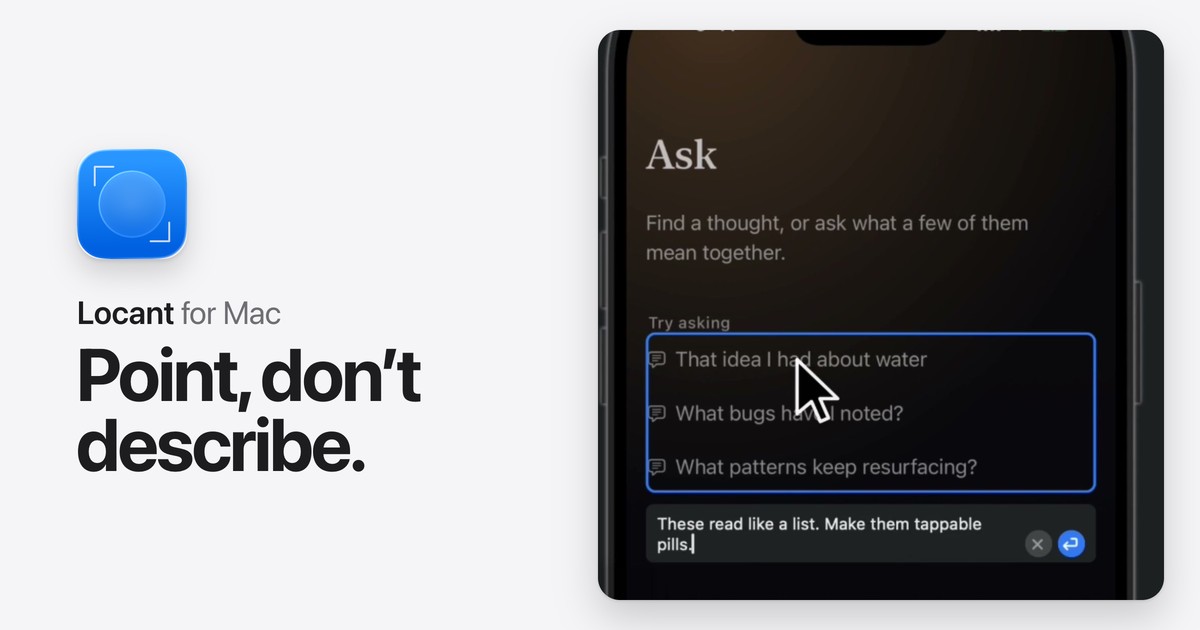 Locant for Mac
Point, don’t
describe.
Ask
Find a thought, or ask what a few of them
mean together.
Try asking
That idea I had about water
What bugs have I noted?
What patterns keep resurfacing?
These read like a list. Make them tappable
pills.